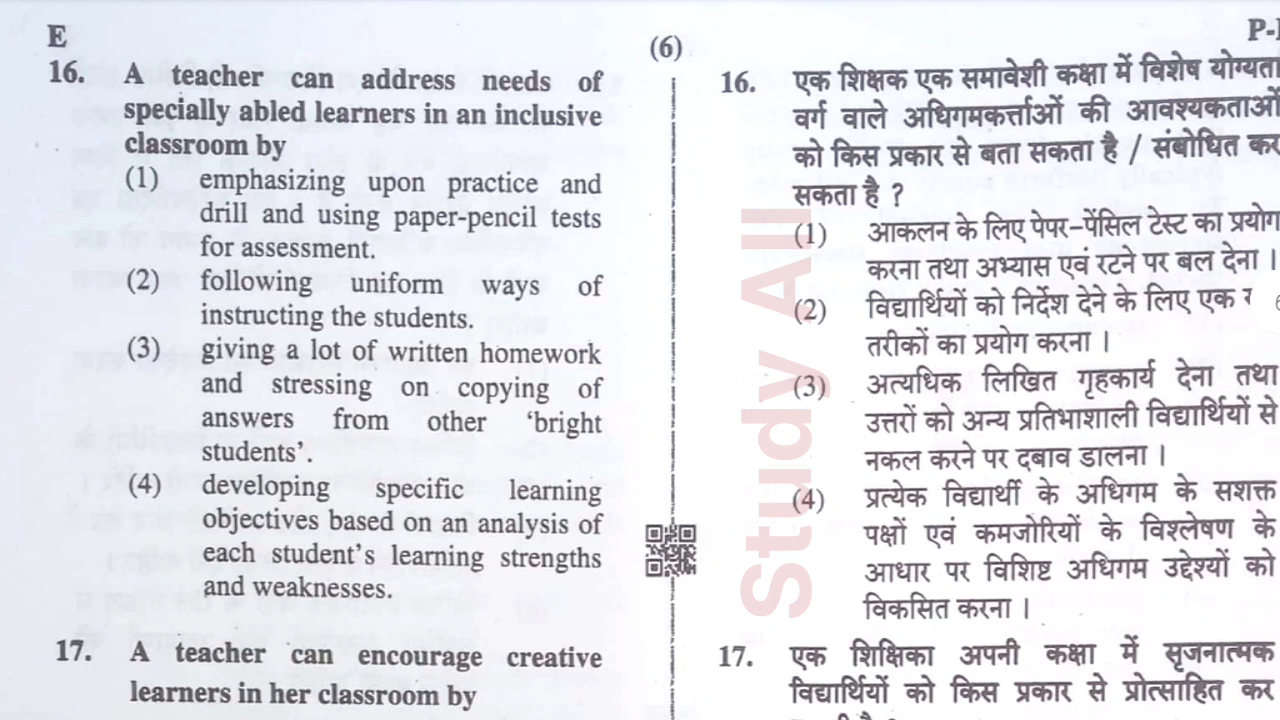 E
(6)
P-I
16. A teacher can address needs of
specially abled learners in an inclusive
classroom by
(1) emphasizing upon practice and
drill and using paper-pencil tests
for assessment.
(2) following uniform ways of
instructing the students.
(3) giving a lot of written homework
and stressing on copying of
answers from other ‘bright
students’.
(4) developing specific learning
objectives based on an analysis of
each student’s learning strengths
and weaknesses.
17. A teacher can encourage creative
learners in her classroom by
16. एक शिक्षक एक समावेशी कक्षा में विशेष योग्यता
वर्ग वाले अधिगमकर्त्ताओं की आवश्यकताओं
को किस प्रकार से बता सकता है / संबोधित कर
सकता है ?
(1) आकलन के लिए पेपर-पेंसिल टेस्ट का प्रयोग
करना तथा अभ्यास एवं रटने पर बल देना ।
(2) विद्यार्थियों को निर्देश देने के लिए एक
तरीकों का प्रयोग करना ।
(3) अत्यधिक लिखित गृहकार्य देना तथा
उत्तरों को अन्य प्रतिभाशाली विद्यार्थियों से
नकल करने पर दबाव डालना ।
(4) प्रत्येक विद्यार्थी के अधिगम के सशक्त
पक्षों एवं कमजोरियों के विश्लेषण के
आधार पर विशिष्ट अधिगम उद्देश्यों को
विकसित करना ।
17. एक शिक्षिका अपनी कक्षा में सृजनात्मक
विद्यार्थियों को किस प्रकार से प्रोत्साहित कर
Study All